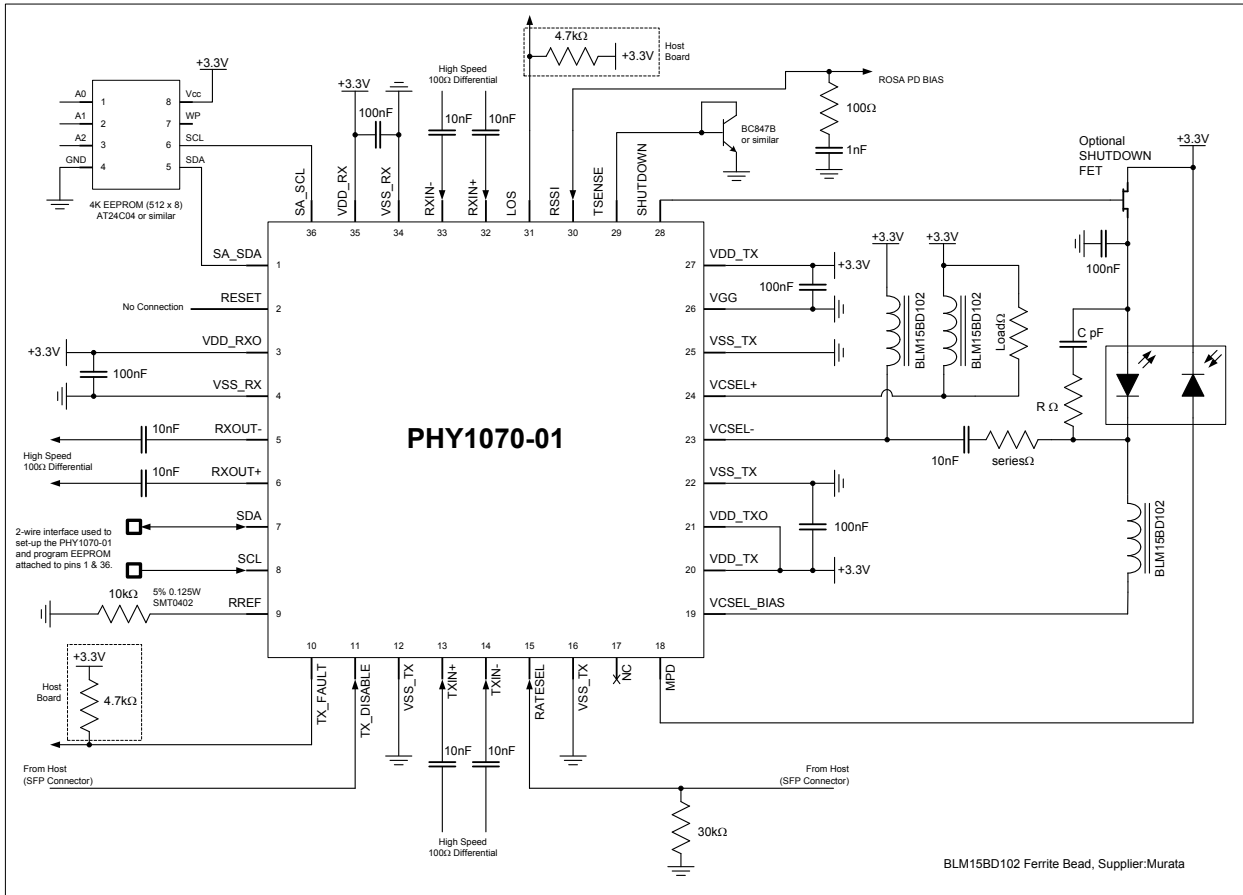 +3.3V
A0
A1
A2
GND
1
2
3
4
8
7
6
5
Vcc
WP
SCL
SDA
4K EEPROM (512 x 8)
AT24C04 or similar
+3.3V
100nF
High Speed
100Ω Differential
10nF
10nF
4.7kΩ
+3.3V
Host
Board
ROSA PD BIAS
100Ω
1nF
BC847B
or similar
Optional
SHUTDOWN
FET
+3.3V
100nF
SA_SCL
VDD_RX
VSS_RX
RXIN-
RXIN+
LOS
RSSI
TSENSE
SHUTDOWN
36
35
34
33
32
31
30
29
28
PHY1070-01
SA_SDA
1
RESET
2
No Connection
VDD_RXO
3
+3.3V
100nF
VSS_RX
4
RXOUT-
5
10nF
High Speed
100Ω Differential
RXOUT+
6
10nF
SDA
7
2-wire interface used to
set-up the PHY1070-01
and program EEPROM
attached to pins 1 & 36.
SCL
8
10kΩ
5% 0.125W
SMT0402
RREF
9
27
VDD_TX
+3.3V
100nF
26
VGG
25
VSS_TX
24
VCSEL+
23
VCSEL-
22
VSS_TX
21
VDD_TXO
100nF
20
VDD_TX
+3.3V
19
VCSEL_BIAS
+3.3V
+3.3V
BLM15BD102
BLM15BD102
LoadΩ
C pF
R Ω
10nF
seriesΩ
BLM15BD102
10
11
12
13
14
15
16
17
18
TX_FAULT
TX_DISABLE
VSS_TX
TXIN+
TXIN-
RATESEL
VSS_TX
NC
MPD
+3.3V
Host
Board
4.7kΩ
From Host
(SFP Connector)
10nF
10nF
High Speed
100Ω Differential
From Host
(SFP Connector)
30kΩ
BLM15BD102 Ferrite Bead, Supplier:Murata